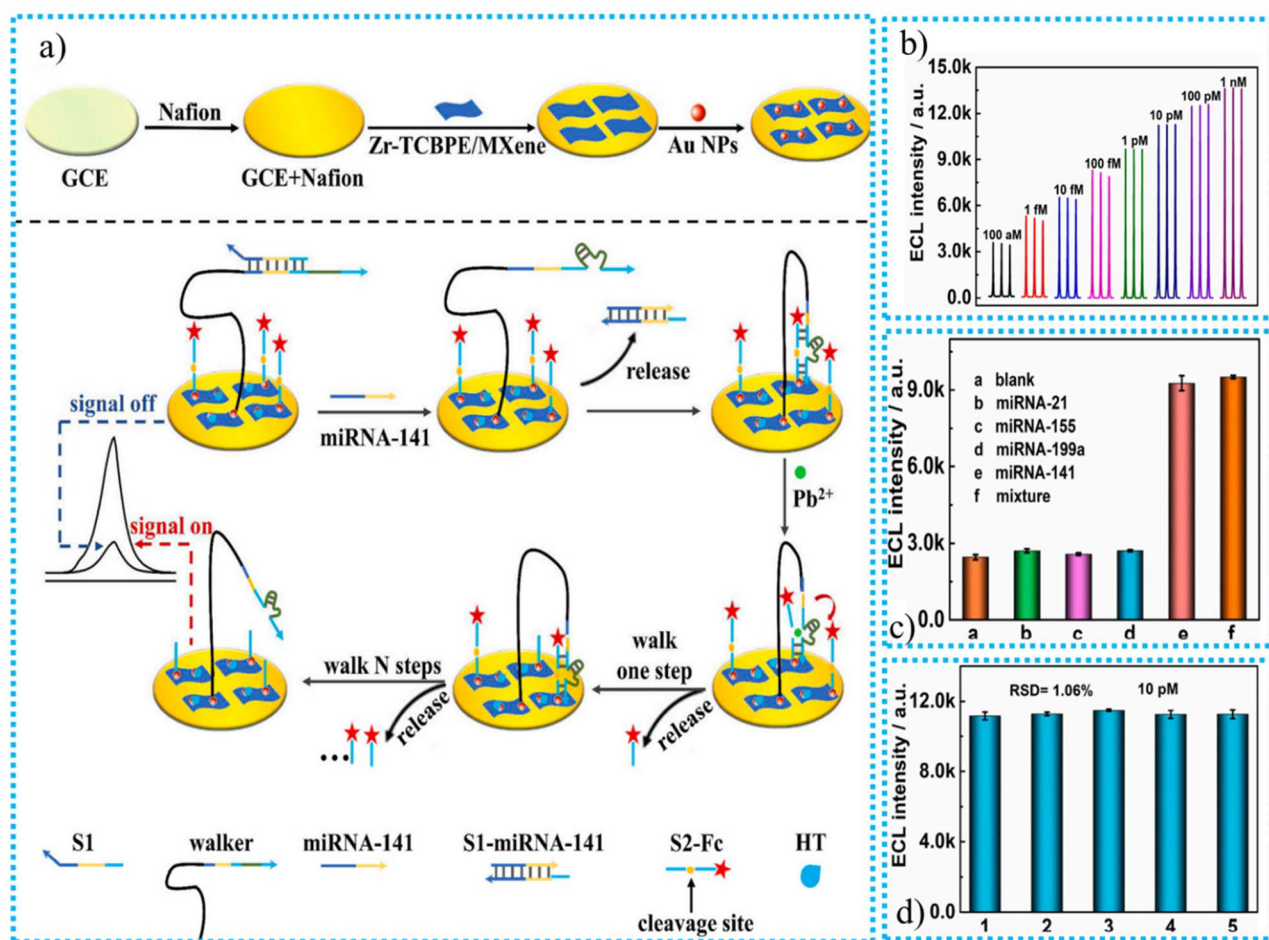 a)
Nafion
Zr-TCBPE/MXene
Au NPs
GCE
GCE+Nafion
miRNA-141
release
Pb²⁺
signal off
signal on
walk N steps
release
walk
one step
release
...
S1
walker
miRNA-141
S1-miRNA-141
S2-Fc
HT
cleavage site
b)
ECL intensity / a.u.
15.0k
12.0k
9.0k
6.0k
3.0k
0.0
100 aM
1 fM
10 fM
100 fM
1 pM
10 pM
100 pM
1 nM
c)
ECL intensity / a.u.
9.0k
6.0k
3.0k
0.0
a blank
b miRNA-21
c miRNA-155
d miRNA-199a
e miRNA-141
f mixture
a b c d e f
d)
ECL intensity / a.u.
12.0k
8.0k
4.0k
0.0
RSD= 1.06% 10 pM
1 2 3 4 5